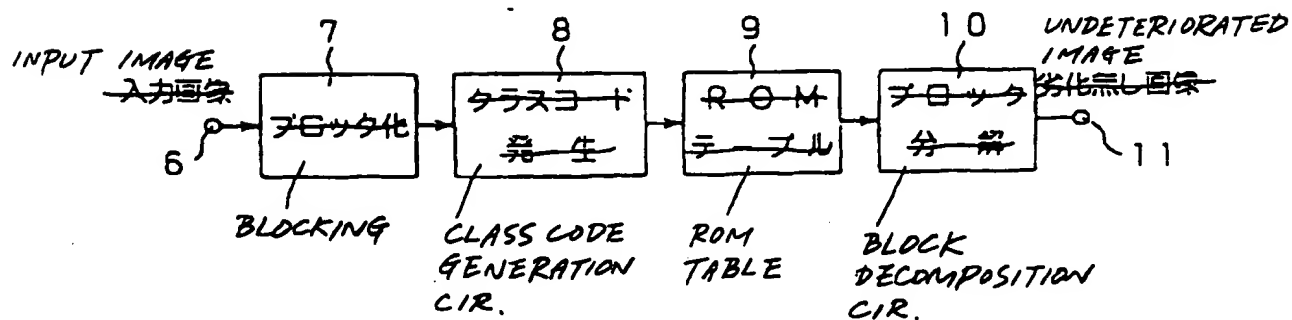 7
8
9
10
UNDETERIORATED
IMAGE
INPUT IMAGE
入力画像
劣化無し画像
ブロック化
クラスコード
発生
ROM
テーブル
ブロック
分解
6
11
BLOCKING
CLASS CODE
GENERATION
CIR.
ROM
TABLE
BLOCK
DECOMPOSITION
CIR.